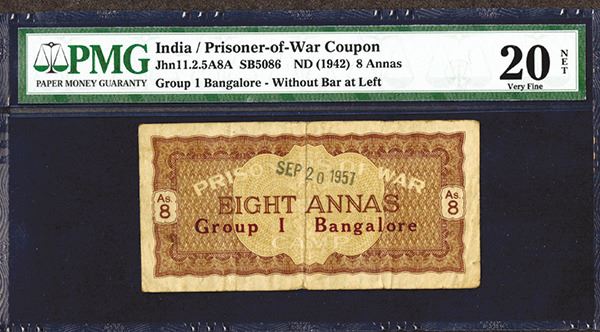 PMG
PAPER MONEY GUARANTY
India / Prisoner-of-War Coupon
Jhn11.2.5A8A SB5086 ND (1942) 8 Annas
Group 1 Bangalore - Without Bar at Left
20 NET
Very Fine
SEP 20 1957
PRISONERS OF WAR
As. 8
EIGHT ANNAS
As. 8
Group I Bangalore
CAMP